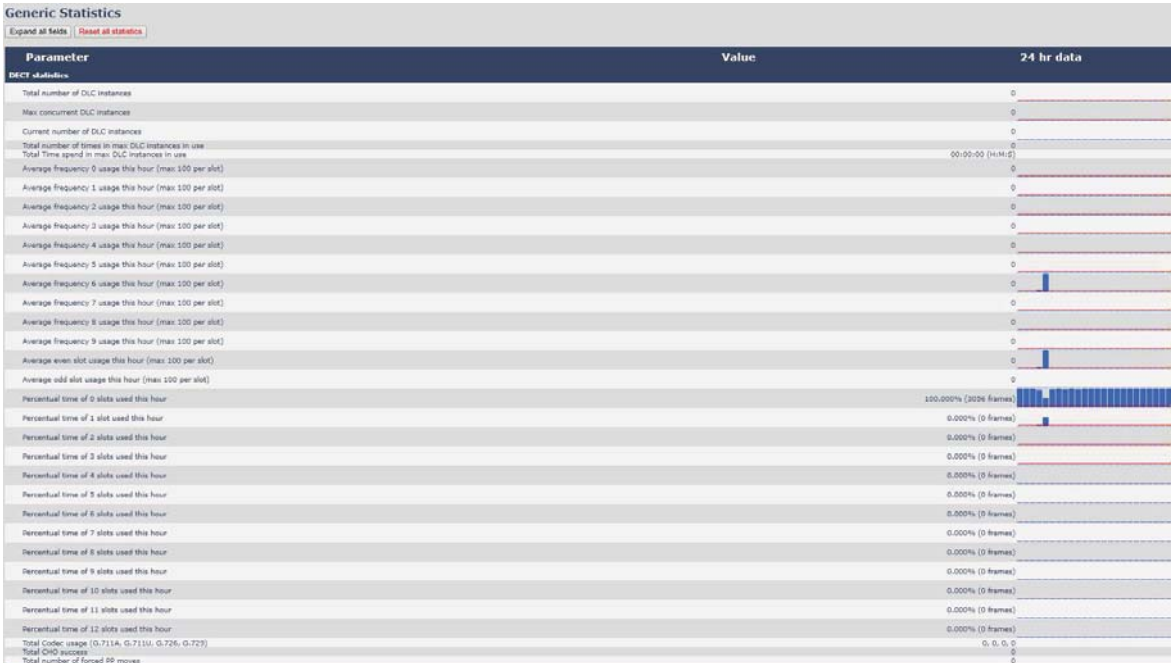 Generic Statistics
Expand all fields Reset all statistics
Parameter Value 24 hr data
DECT statistics
Total number of DLC instances 0
Max concurrent DLC instances 0
Current number of DLC instances 0
Total number of times in max DLC instances in use 0
Total Time spend in max DLC instances in use 00:00:00 (H:M:S)
Average frequency 0 usage this hour (max 100 per slot) 0
Average frequency 1 usage this hour (max 100 per slot) 0
Average frequency 2 usage this hour (max 100 per slot) 0
Average frequency 3 usage this hour (max 100 per slot) 0
Average frequency 4 usage this hour (max 100 per slot) 0
Average frequency 5 usage this hour (max 100 per slot) 0
Average frequency 6 usage this hour (max 100 per slot) 0
Average frequency 7 usage this hour (max 100 per slot) 0
Average frequency 8 usage this hour (max 100 per slot) 0
Average frequency 9 usage this hour (max 100 per slot) 0
Average even slot usage this hour (max 100 per slot) 0
Average odd slot usage this hour (max 100 per slot) 0
Percentual time of 0 slots used this hour 100.000% (3096 frames)
Percentual time of 1 slot used this hour 0.000% (0 frames)
Percentual time of 2 slots used this hour 0.000% (0 frames)
Percentual time of 3 slots used this hour 0.000% (0 frames)
Percentual time of 4 slots used this hour 0.000% (0 frames)
Percentual time of 5 slots used this hour 0.000% (0 frames)
Percentual time of 6 slots used this hour 0.000% (0 frames)
Percentual time of 7 slots used this hour 0.000% (0 frames)
Percentual time of 8 slots used this hour 0.000% (0 frames)
Percentual time of 9 slots used this hour 0.000% (0 frames)
Percentual time of 10 slots used this hour 0.000% (0 frames)
Percentual time of 11 slots used this hour 0.000% (0 frames)
Percentual time of 12 slots used this hour 0.000% (0 frames)
Total Codec usage (G.711A, G.711U, G.726, G.729) 0, 0, 0, 0
Total CHO success 0
Total number of forced PP moves 0